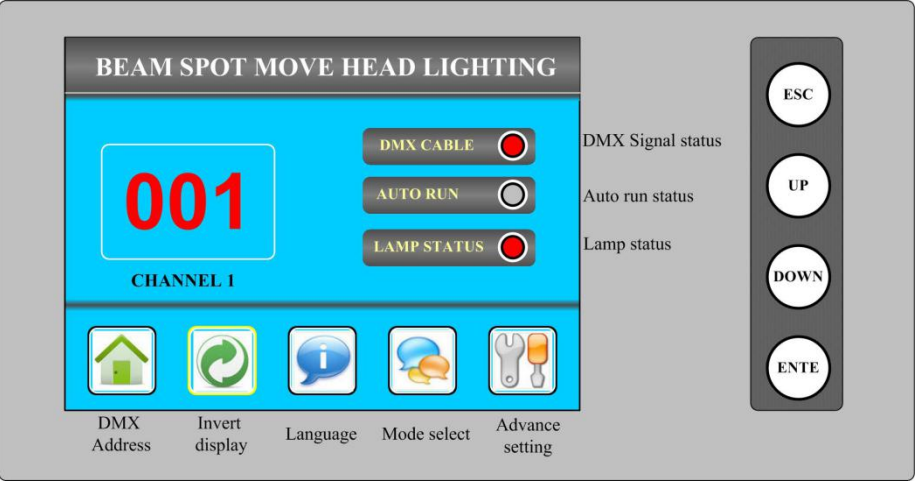 BEAM SPOT MOVE HEAD LIGHTING
001
CHANNEL 1
DMX CABLE
DMX Signal status
AUTO RUN
Auto run status
LAMP STATUS
Lamp status
i
DMX
Address
Invert
display
Language
Mode select
Advance
setting
ESC
UP
DOWN
ENTE